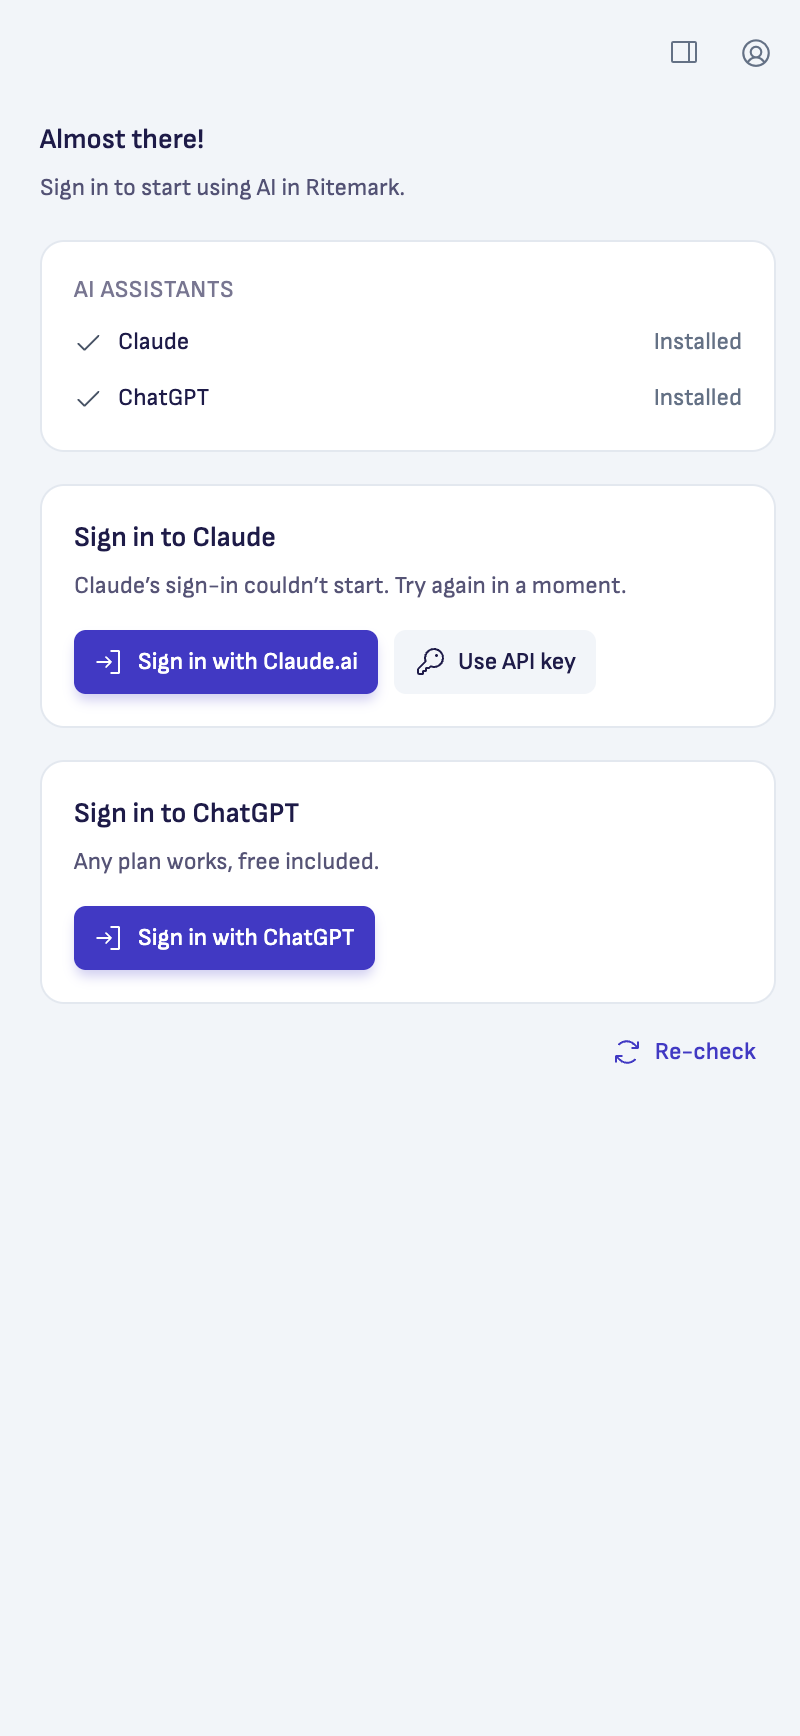 Almost there!
Sign in to start using AI in Ritemark.
AI ASSISTANTS
Claude Installed
ChatGPT Installed
Sign in to Claude
Claude’s sign-in couldn’t start. Try again in a moment.
Sign in with Claude.ai Use API key
Sign in to ChatGPT
Any plan works, free included.
Sign in with ChatGPT
Re-check